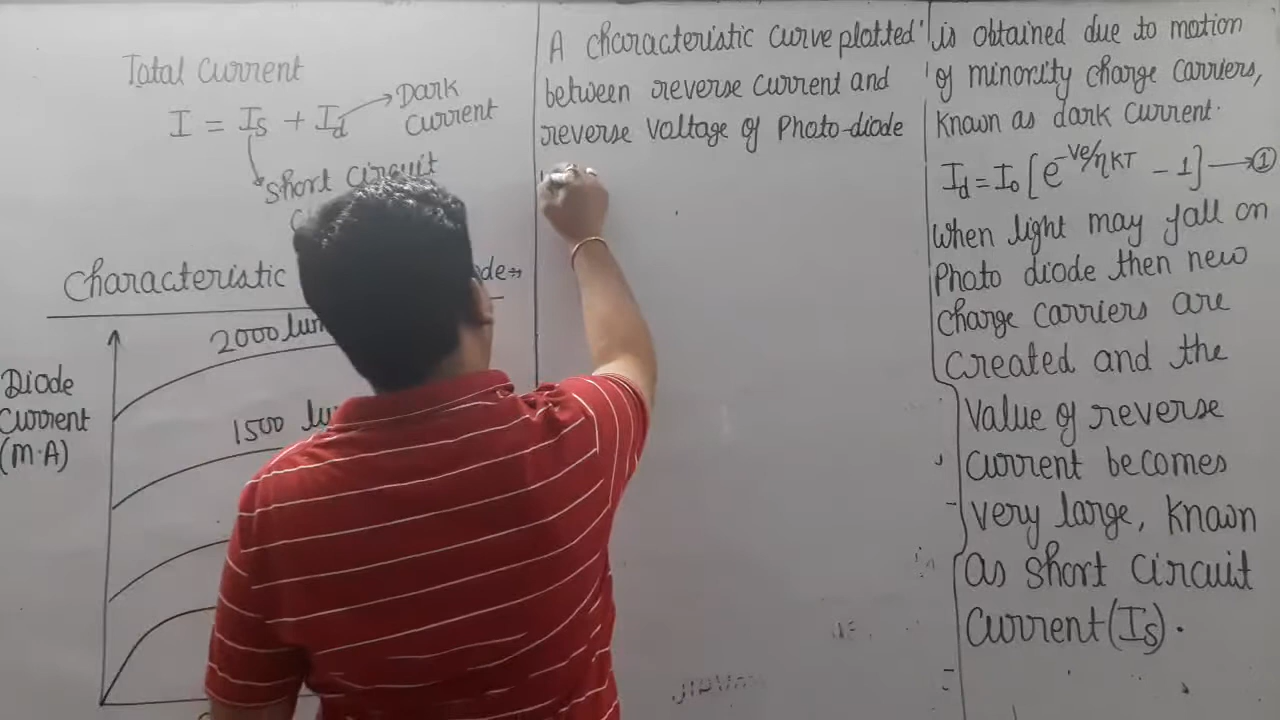 Total Current
I = Is + Id → Dark
Current
Short Circuit
Characteristic
2000
1500
Diode
Current
(m·A)
A characteristic curve plotted
between reverse current and
reverse voltage of Photo-diode
is obtained due to motion
of minority charge carriers,
Known as dark current.
Id = Io [e^-Ve/ηKT - 1] → ①
When light may fall on
Photo diode then new
charge carriers are
created and the
Value of reverse
current becomes
very large, known
as short circuit
Current (Is).